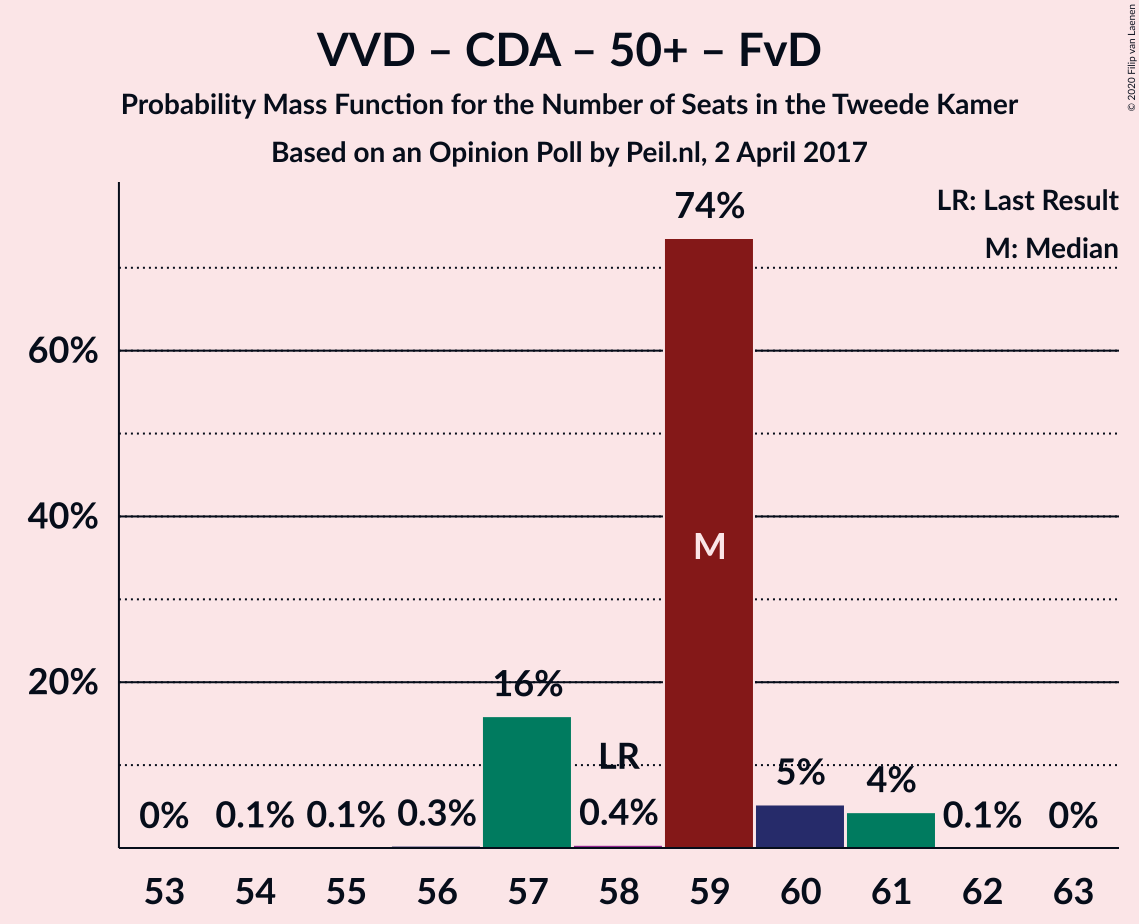 VVD – CDA – 50+ – FvD
Probability Mass Function for the Number of Seats in the Tweede Kamer
Based on an Opinion Poll by Peil.nl, 2 April 2017
© 2020 Filip van Laenen
LR: Last Result
M: Median
74%
60%
40%
20%
M
16%
LR
5%
4%
0% 0.1% 0.1% 0.3% 0.4% 0.1% 0%
53 54 55 56 57 58 59 60 61 62 63